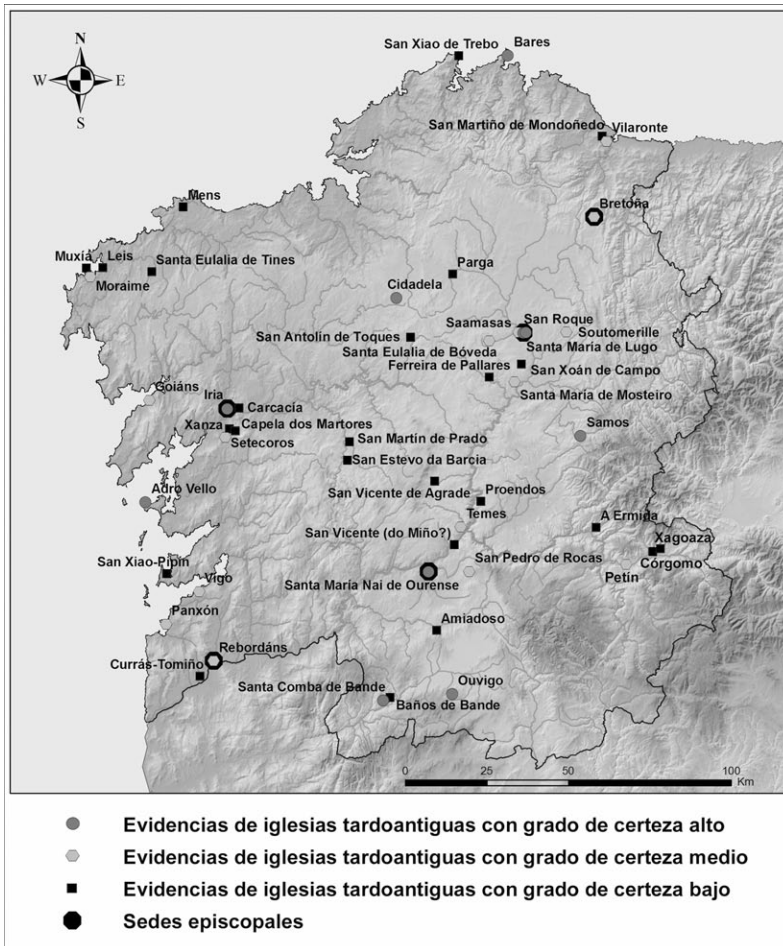 N
W E
S
San Xiao de Trebo
Bares
San Martiño de Mondoñedo
Vilaronte
Mens
Bretoña
Muxía
Leis
Santa Eulalia de Tines
Moraime
Parga
Cidadela
San Roque
Saamasas
Soutomerille
San Antolín de Toques
Santa María de Lugo
Santa Eulalia de Bóveda
Ferreira de Pallares
San Xoán de Campo
Goiáns
Iria
Carcacía
Santa María de Mosteiro
Xanza
Capela dos Martores
Samos
Setecoros
San Martín de Prado
San Estevo da Barcia
Adro Vello
San Vicente de Agrade
Proendos
Temes
A Ermida
San Vicente (do Miño?)
Xagoaza
San Xiao-Pipín
San Pedro de Rocas
Córgomo
Petín
Vigo
Santa María Nai de Ourense
Panxón
Amiadoso
Rebordáns
Currás-Tomiño
Santa Comba de Bande
Ouvigo
Baños de Bande
0 25 50 100
Km
Evidencias de iglesias tardoantiguas con grado de certeza alto
Evidencias de iglesias tardoantiguas con grado de certeza medio
Evidencias de iglesias tardoantiguas con grado de certeza bajo
Sedes episcopales